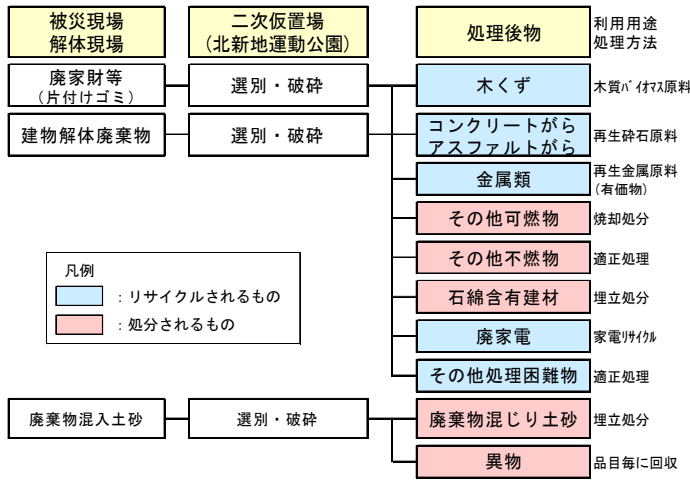 被災現場
解体現場
二次仮置場
(北新地運動公園)
処理後物
利用用途
処理方法
廃家財等
(片付けゴミ)
選別・破砕
木くず
木質バイオマス原料
建物解体廃棄物
選別・破砕
コンクリートがら
アスファルトがら
再生砕石原料
金属類
再生金属原料
(有価物)
その他可燃物
焼却処分
その他不燃物
適正処理
石綿含有建材
埋立処分
廃家電
家電リサイクル
その他処理困難物
適正処理
凡例
：リサイクルされるもの
：処分されるもの
廃棄物混入土砂
選別・破砕
廃棄物混じり土砂
埋立処分
異物
品目毎に回収